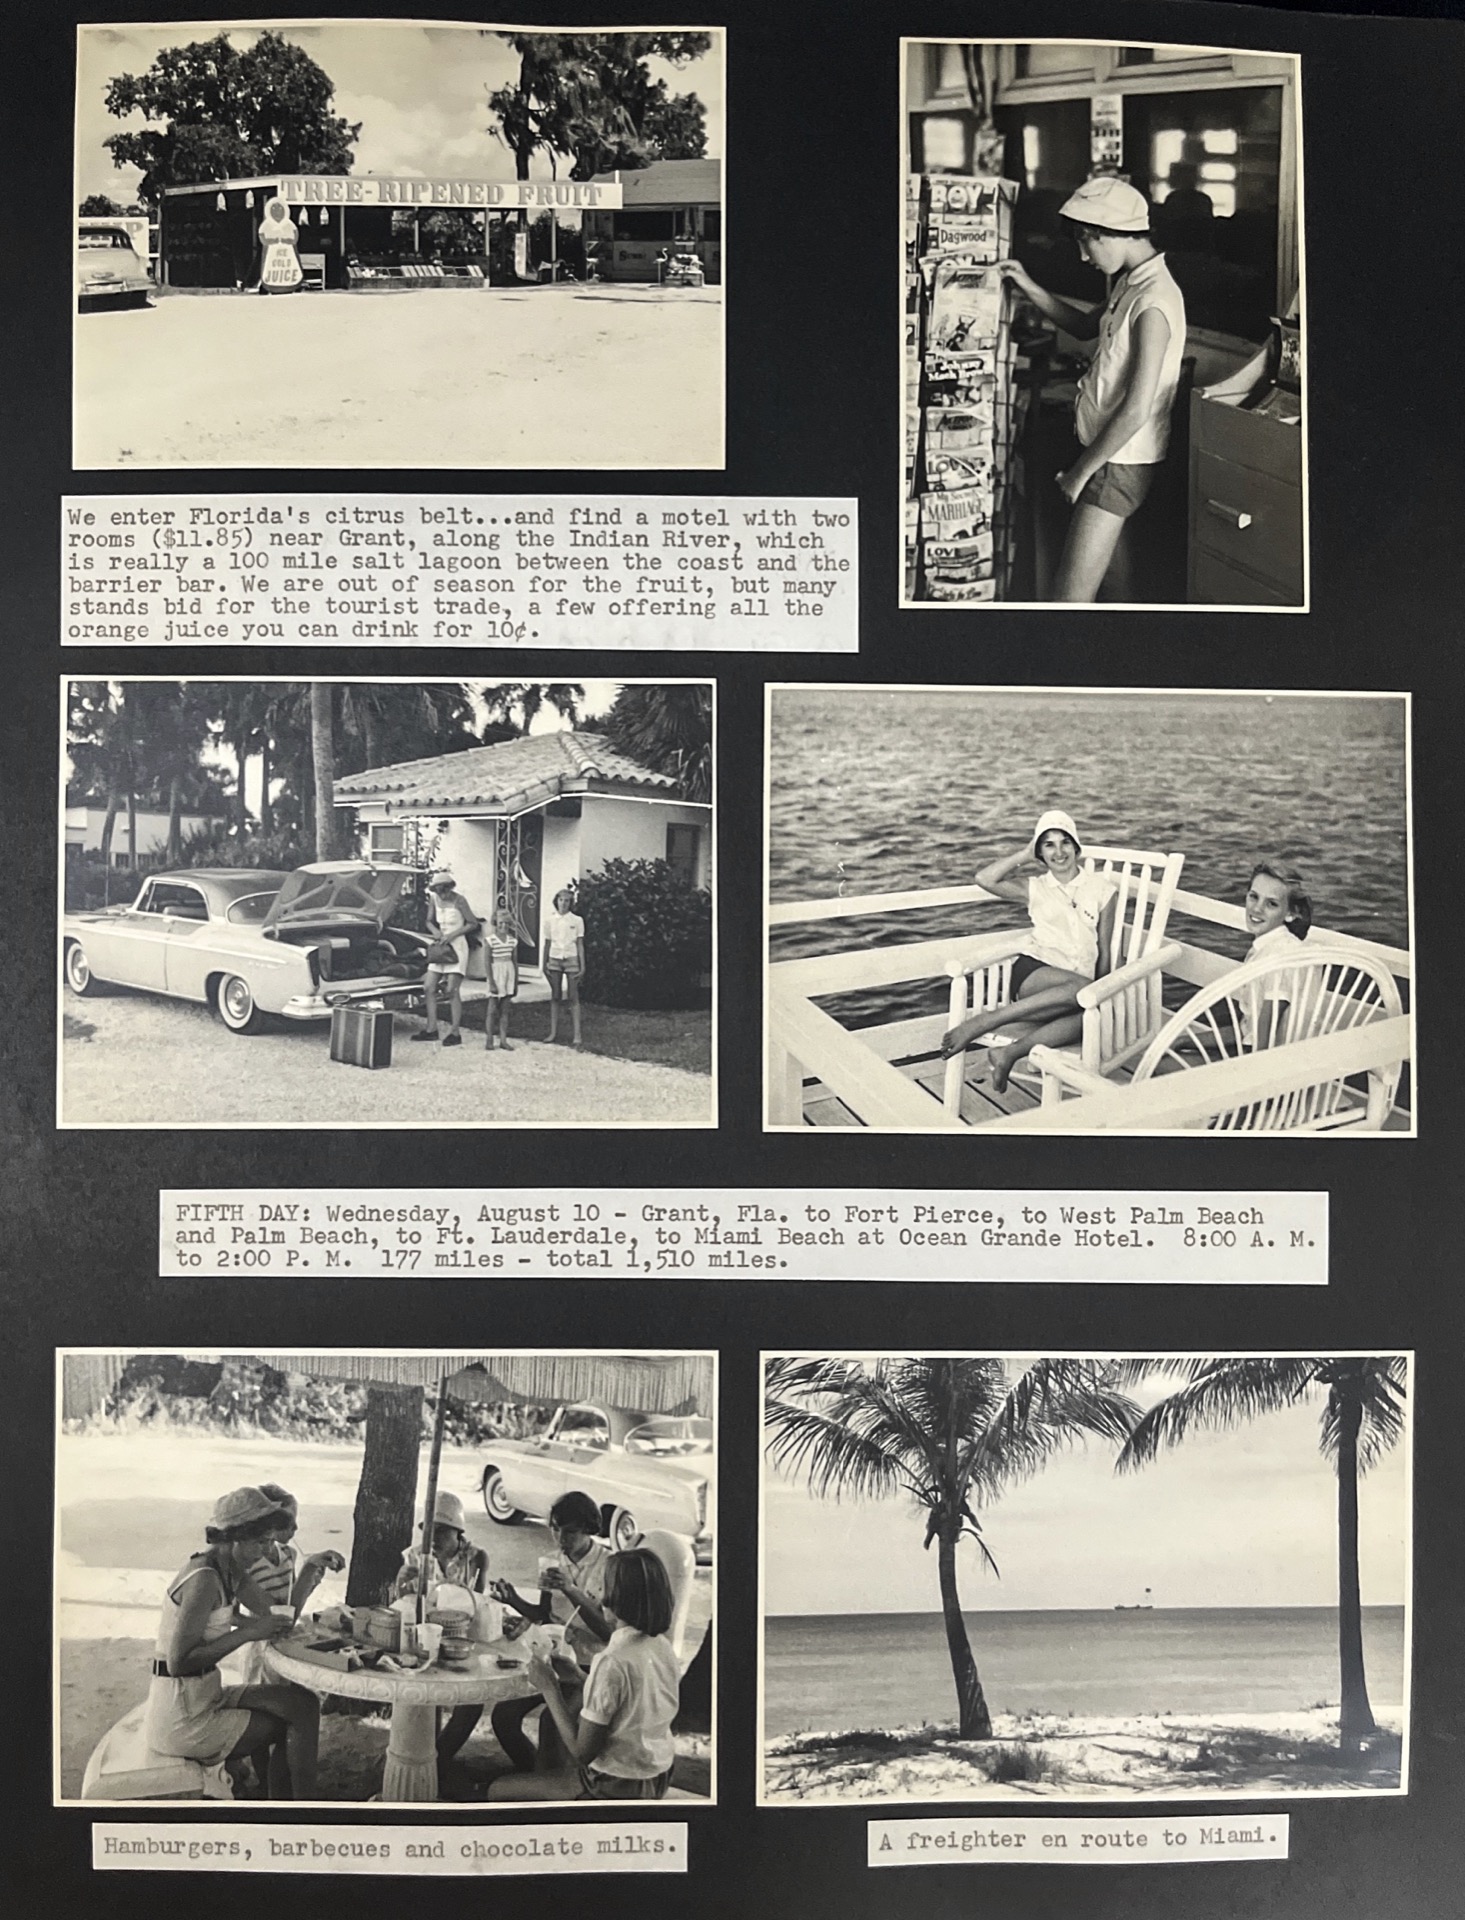 TREE-RIPENED FRUIT
ICE
COLD
JUICE
BOY
Dagwood
Johnny
Mack Brown
LOVE
My Secret
MARRIAGE
LOVE
We enter Florida's citrus belt...and find a motel with two
rooms ($11.85) near Grant, along the Indian River, which
is really a 100 mile salt lagoon between the coast and the
barrier bar. We are out of season for the fruit, but many
stands bid for the tourist trade, a few offering all the
orange juice you can drink for 10¢.
FIFTH DAY: Wednesday, August 10 - Grant, Fla. to Fort Pierce, to West Palm Beach
and Palm Beach, to Ft. Lauderdale, to Miami Beach at Ocean Grande Hotel. 8:00 A. M.
to 2:00 P. M. 177 miles - total 1,510 miles.
Hamburgers, barbecues and chocolate milks.
A freighter en route to Miami.